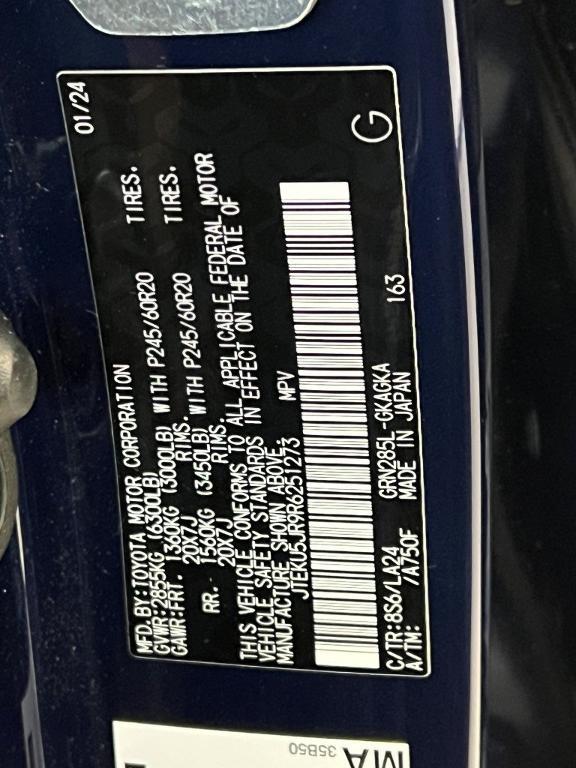 MFD.BY:TOYOTA MOTOR CORPORATION 01/24
GVWR:2855KG (6300LB)
GAWR:FRT. 1360KG (3000LB) WITH P245/60R20 TIRES.
20X7J RIMS.
RR. 1560KG (3450LB) WITH P245/60R20 TIRES.
20X7J RIMS.
THIS VEHICLE CONFORMS TO ALL APPLICABLE FEDERAL MOTOR
VEHICLE SAFETY STANDARDS IN EFFECT ON THE DATE OF
MANUFACTURE SHOWN ABOVE.
JTEKU5JR9R6251273 MPV
G
C/TR:8S6/LA24 GRN285L-GKAGKA
A/TM: /A750F MADE IN JAPAN 163
35B50
MA